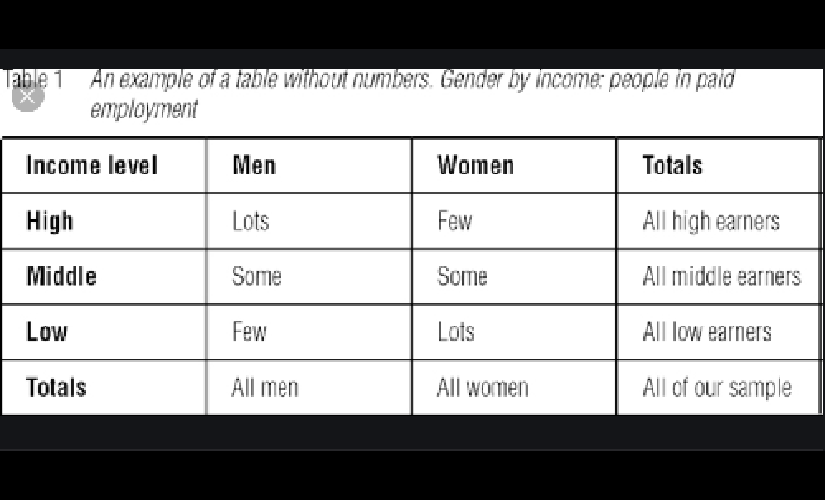 Table 1 An example of a table without numbers. Gender by income: people in paid
employment
Income level Men Women Totals
High Lots Few All high earners
Middle Some Some All middle earners
Low Few Lots All low earners
Totals All men All women All of our sample